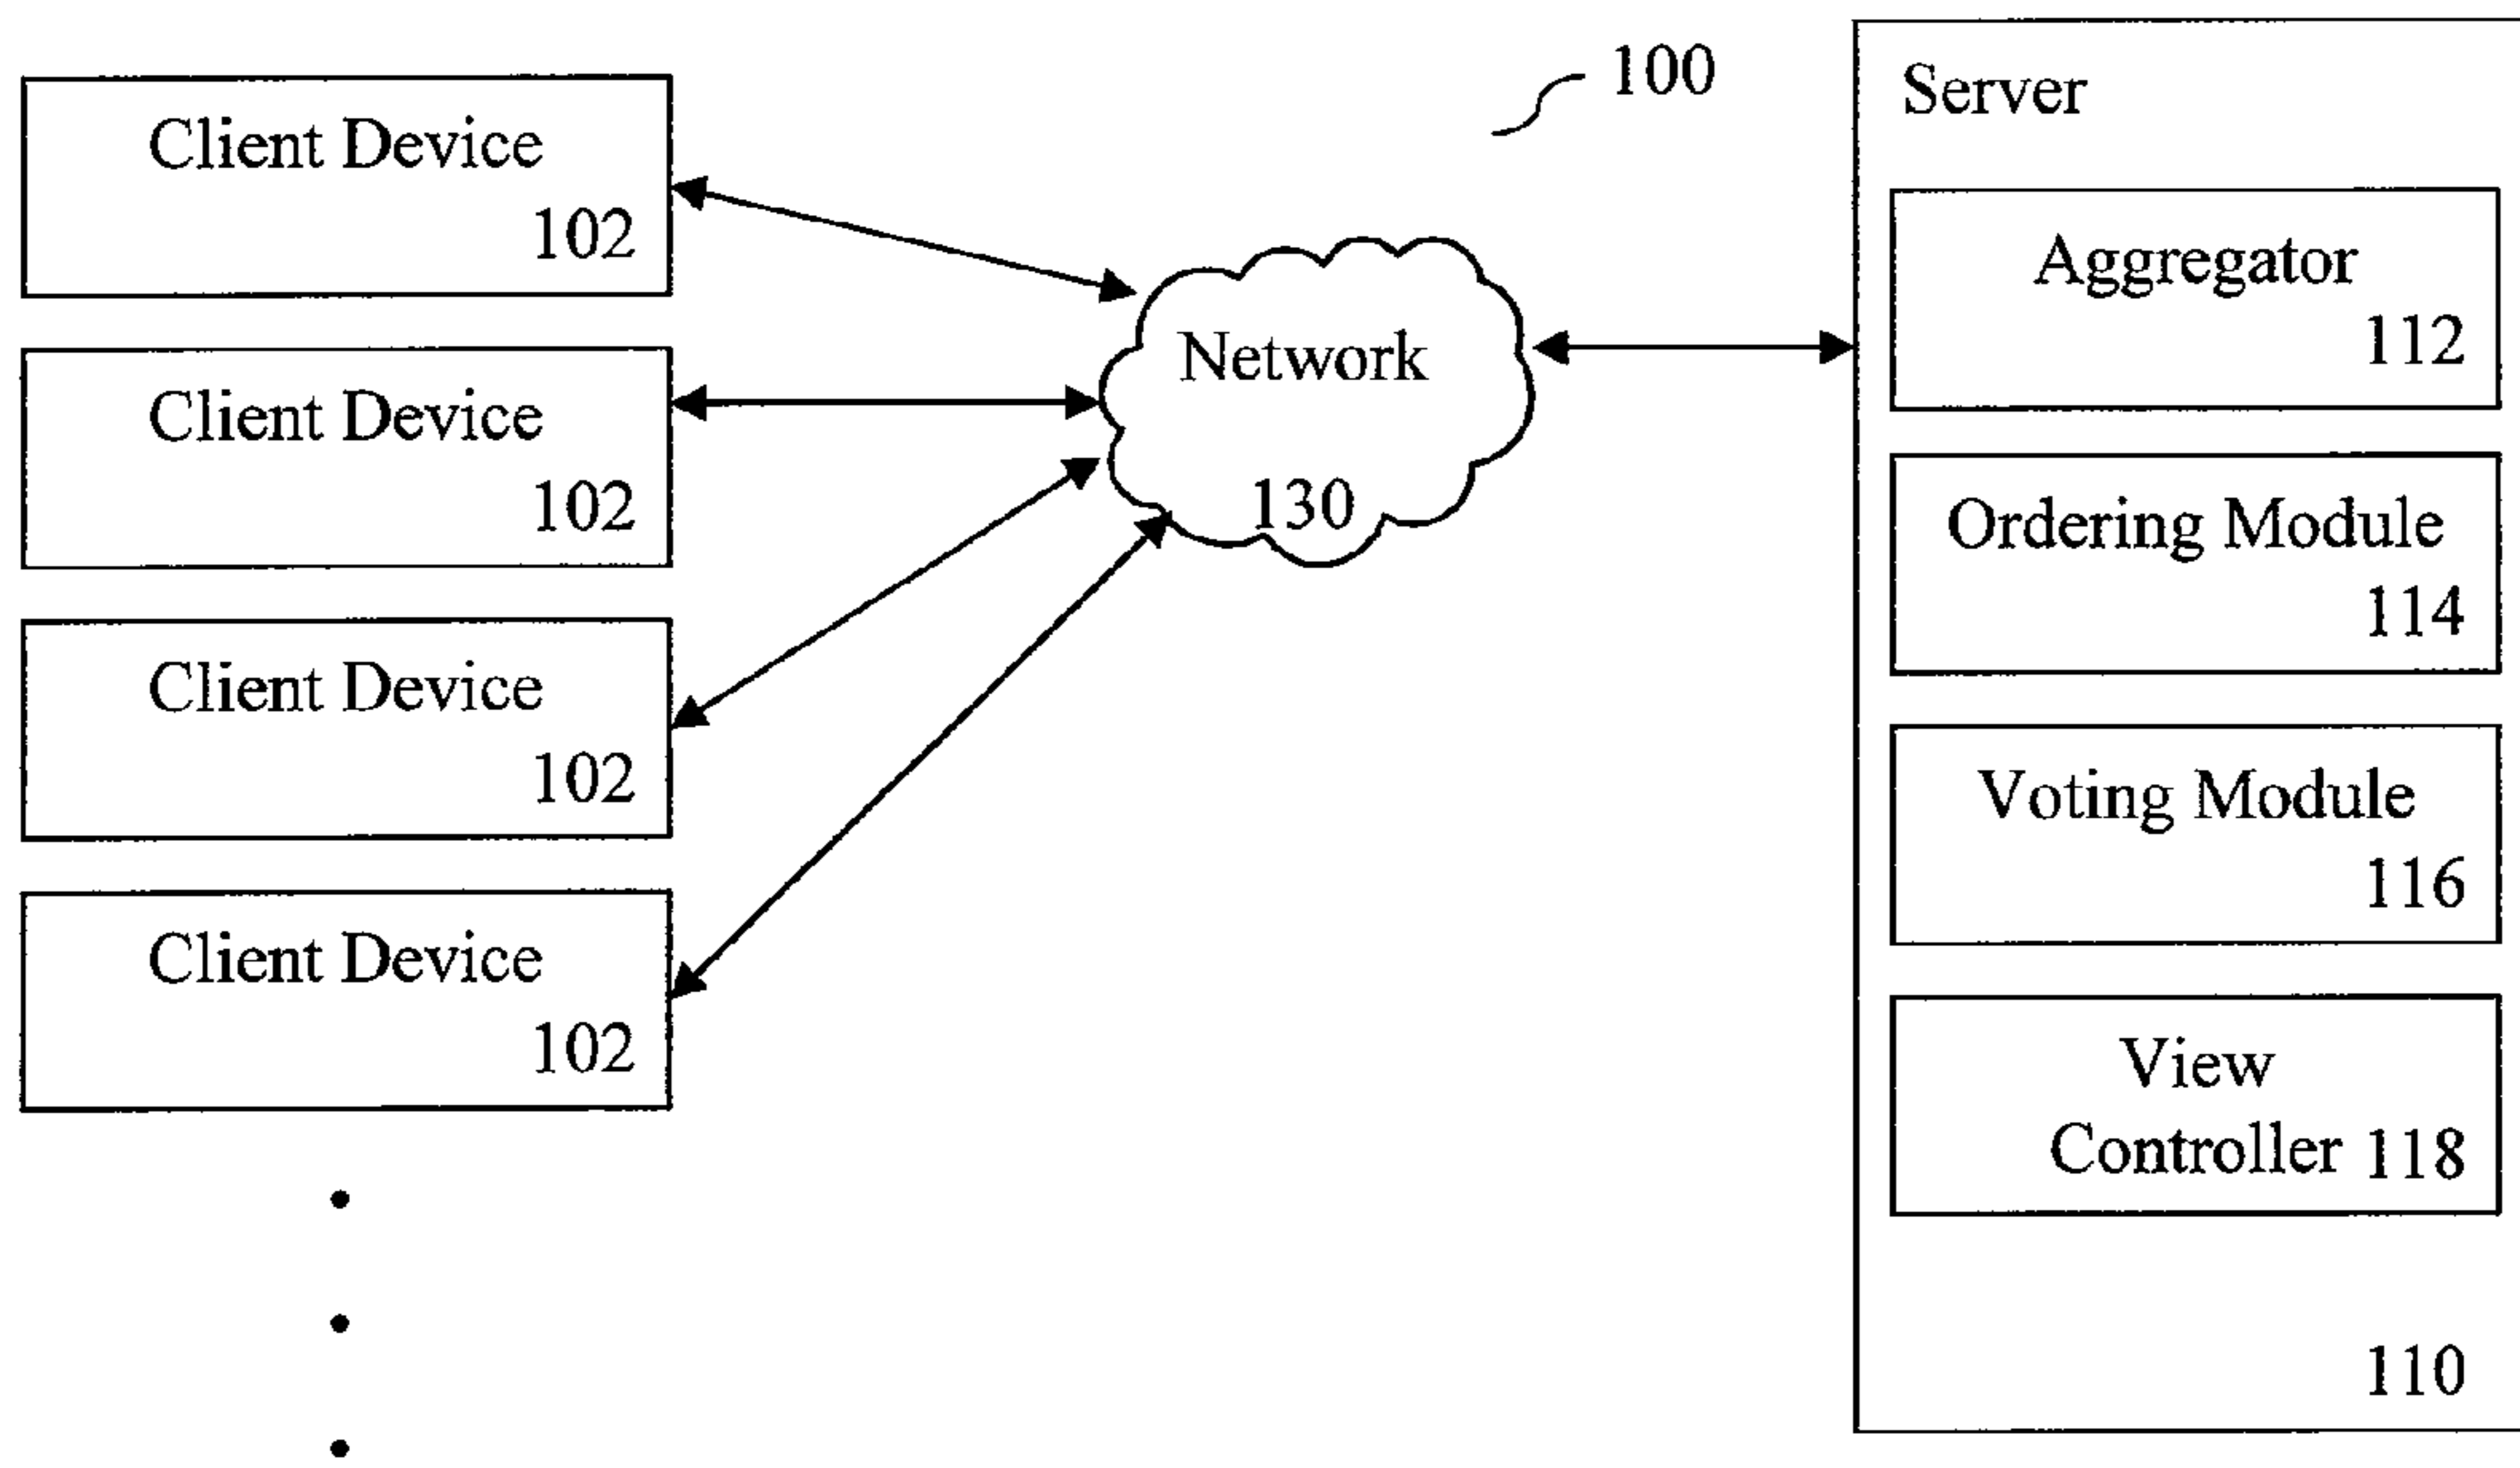 Client Device
102
Client Device
102
Client Device
102
Client Device
102
100
Network
130
Server
Aggregator
112
Ordering Module
114
Voting Module
116
View
Controller 118
110